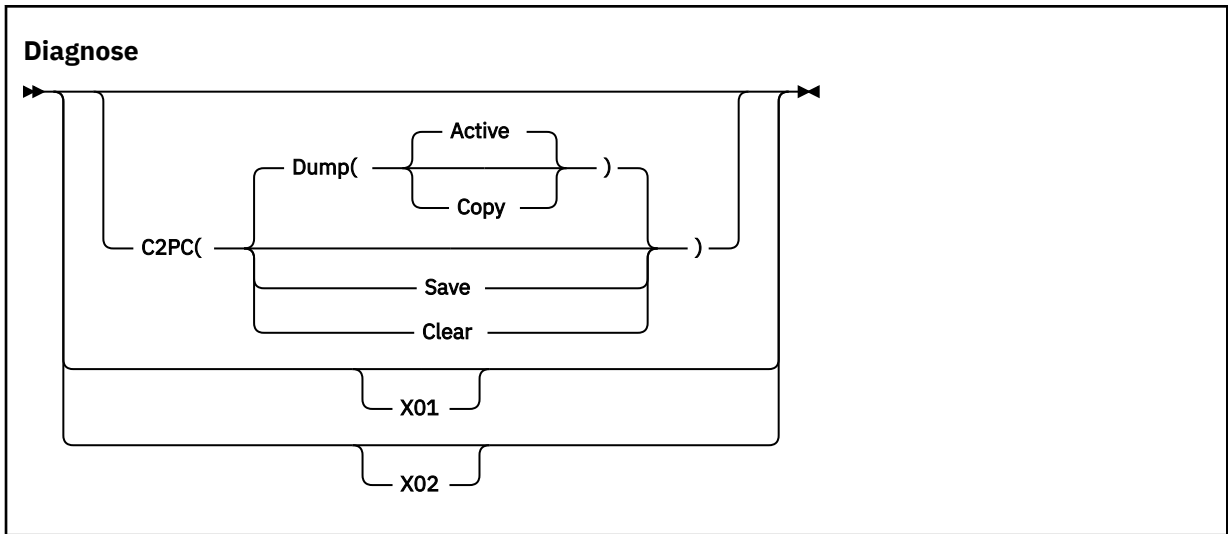 Diagnose
Active
Dump( )
Copy
C2PC( )
Save
Clear
X01
X02